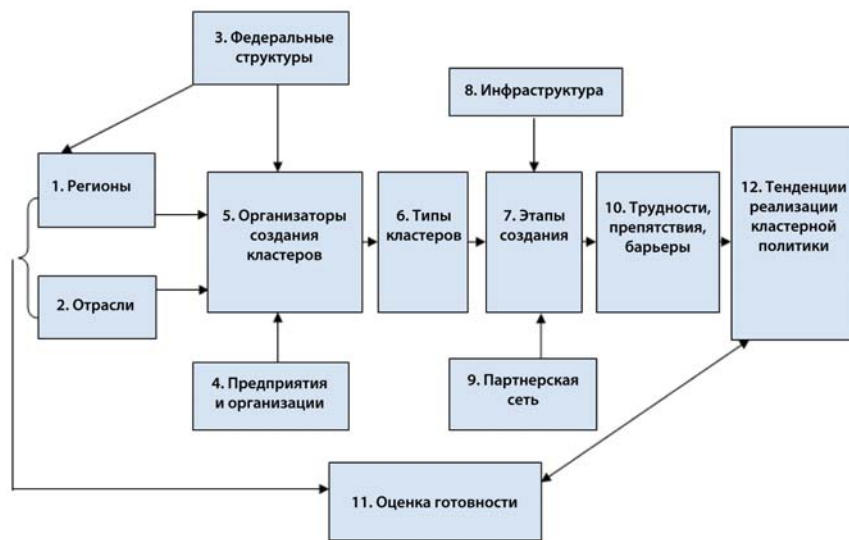 3. Федеральные
структуры
8. Инфраструктура
1. Регионы
5. Организаторы
создания
кластеров
6. Типы
кластеров
7. Этапы
создания
10. Трудности,
препятствия,
барьеры
12. Тенденции
реализации
кластерной
политики
2. Отрасли
4. Предприятия
и организации
9. Партнерская
сеть
11. Оценка готовности